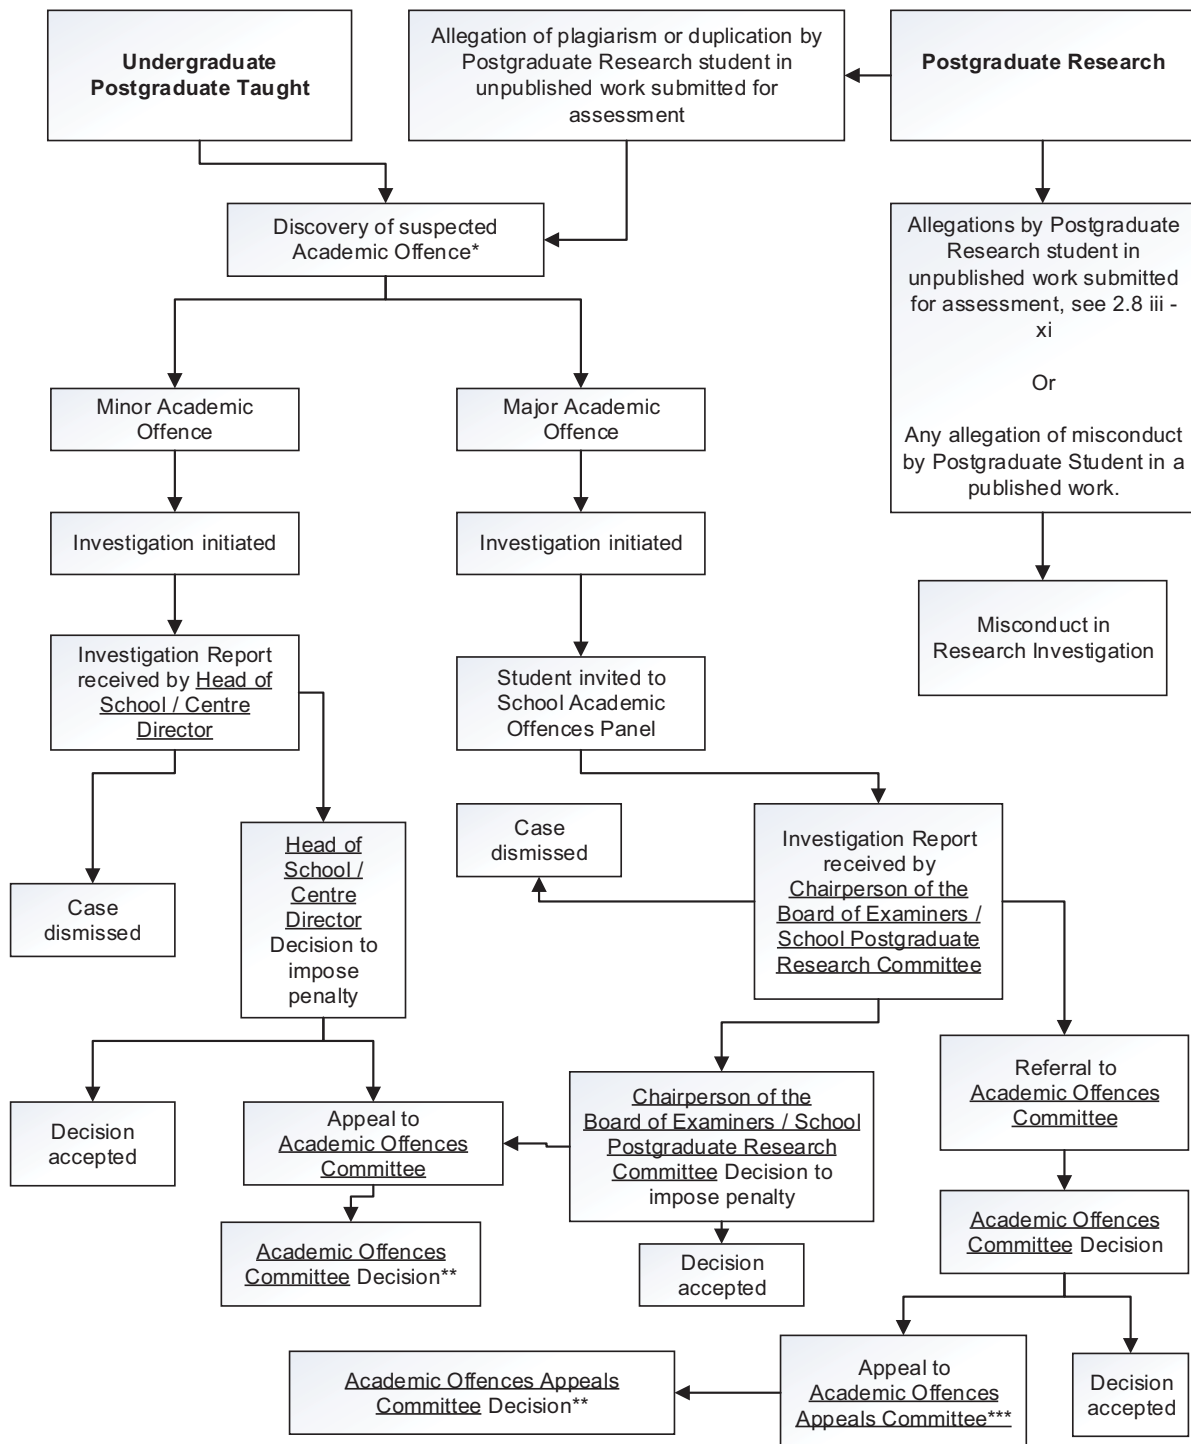 Undergraduate
Postgraduate Taught
Allegation of plagiarism or duplication by
Postgraduate Research student in
unpublished work submitted for
assessment
Postgraduate Research
Discovery of suspected
Academic Offence*
Allegations by Postgraduate
Research student in
unpublished work submitted
for assessment, see 2.8 iii -
xi
Or
Any allegation of misconduct
by Postgraduate Student in a
published work.
Minor Academic
Offence
Major Academic
Offence
Investigation initiated
Investigation initiated
Misconduct in
Research Investigation
Investigation Report
received by Head of
School / Centre
Director
Student invited to
School Academic
Offences Panel
Case
dismissed
Head of
School /
Centre
Director
Decision to
impose
penalty
Case
dismissed
Investigation Report
received by
Chairperson of the
Board of Examiners /
School Postgraduate
Research Committee
Decision
accepted
Appeal to
Academic Offences
Committee
Chairperson of the
Board of Examiners / School
Postgraduate Research
Committee Decision to
impose penalty
Referral to
Academic Offences
Committee
Academic Offences
Committee Decision**
Decision
accepted
Academic Offences
Committee Decision
Academic Offences Appeals
Committee Decision**
Appeal to
Academic Offences
Appeals Committee***
Decision
accepted